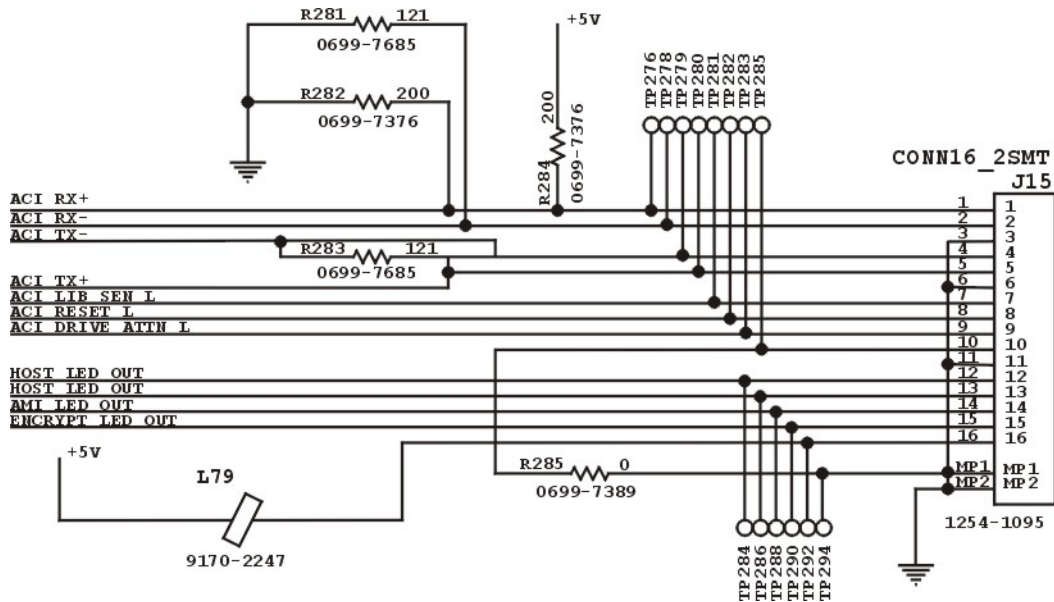 R281 121
0699-7685
+5V
R282 200
0699-7376
200
R284
0699-7376
TP276
TP278
TP279
TP280
TP281
TP282
TP283
TP285
CONN16_2SMT
J15
ACI RX+
ACI RX-
ACI TX-
R283 121
0699-7685
ACI TX+
ACI LIB SEN L
ACI RESET L
ACI DRIVE ATTN L
HOST LED OUT
HOST LED OUT
AMI LED OUT
ENCRYPT LED OUT
1 1
2 2
3 3
4 4
5 5
6 6
7 7
8 8
9 9
10 10
11 11
12 12
13 13
14 14
15 15
16 16
MP1 MP1
MP2 MP2
1254-1095
+5V
L79
9170-2247
R285 0
0699-7389
TP284
TP286
TP288
TP290
TP292
TP294